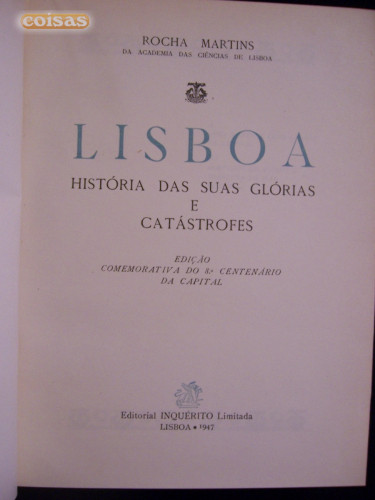 coisas
ROCHA MARTINS
DA ACADEMIA DAS CIÊNCIAS DE LISBOA
LISBOA
HISTÓRIA DAS SUAS GLÓRIAS
E
CATÁSTROFES
EDIÇÃO
COMEMORATIVA DO 8.º CENTENÁRIO
DA CAPITAL
Editorial INQUÉRITO Limitada
LISBOA • 1947